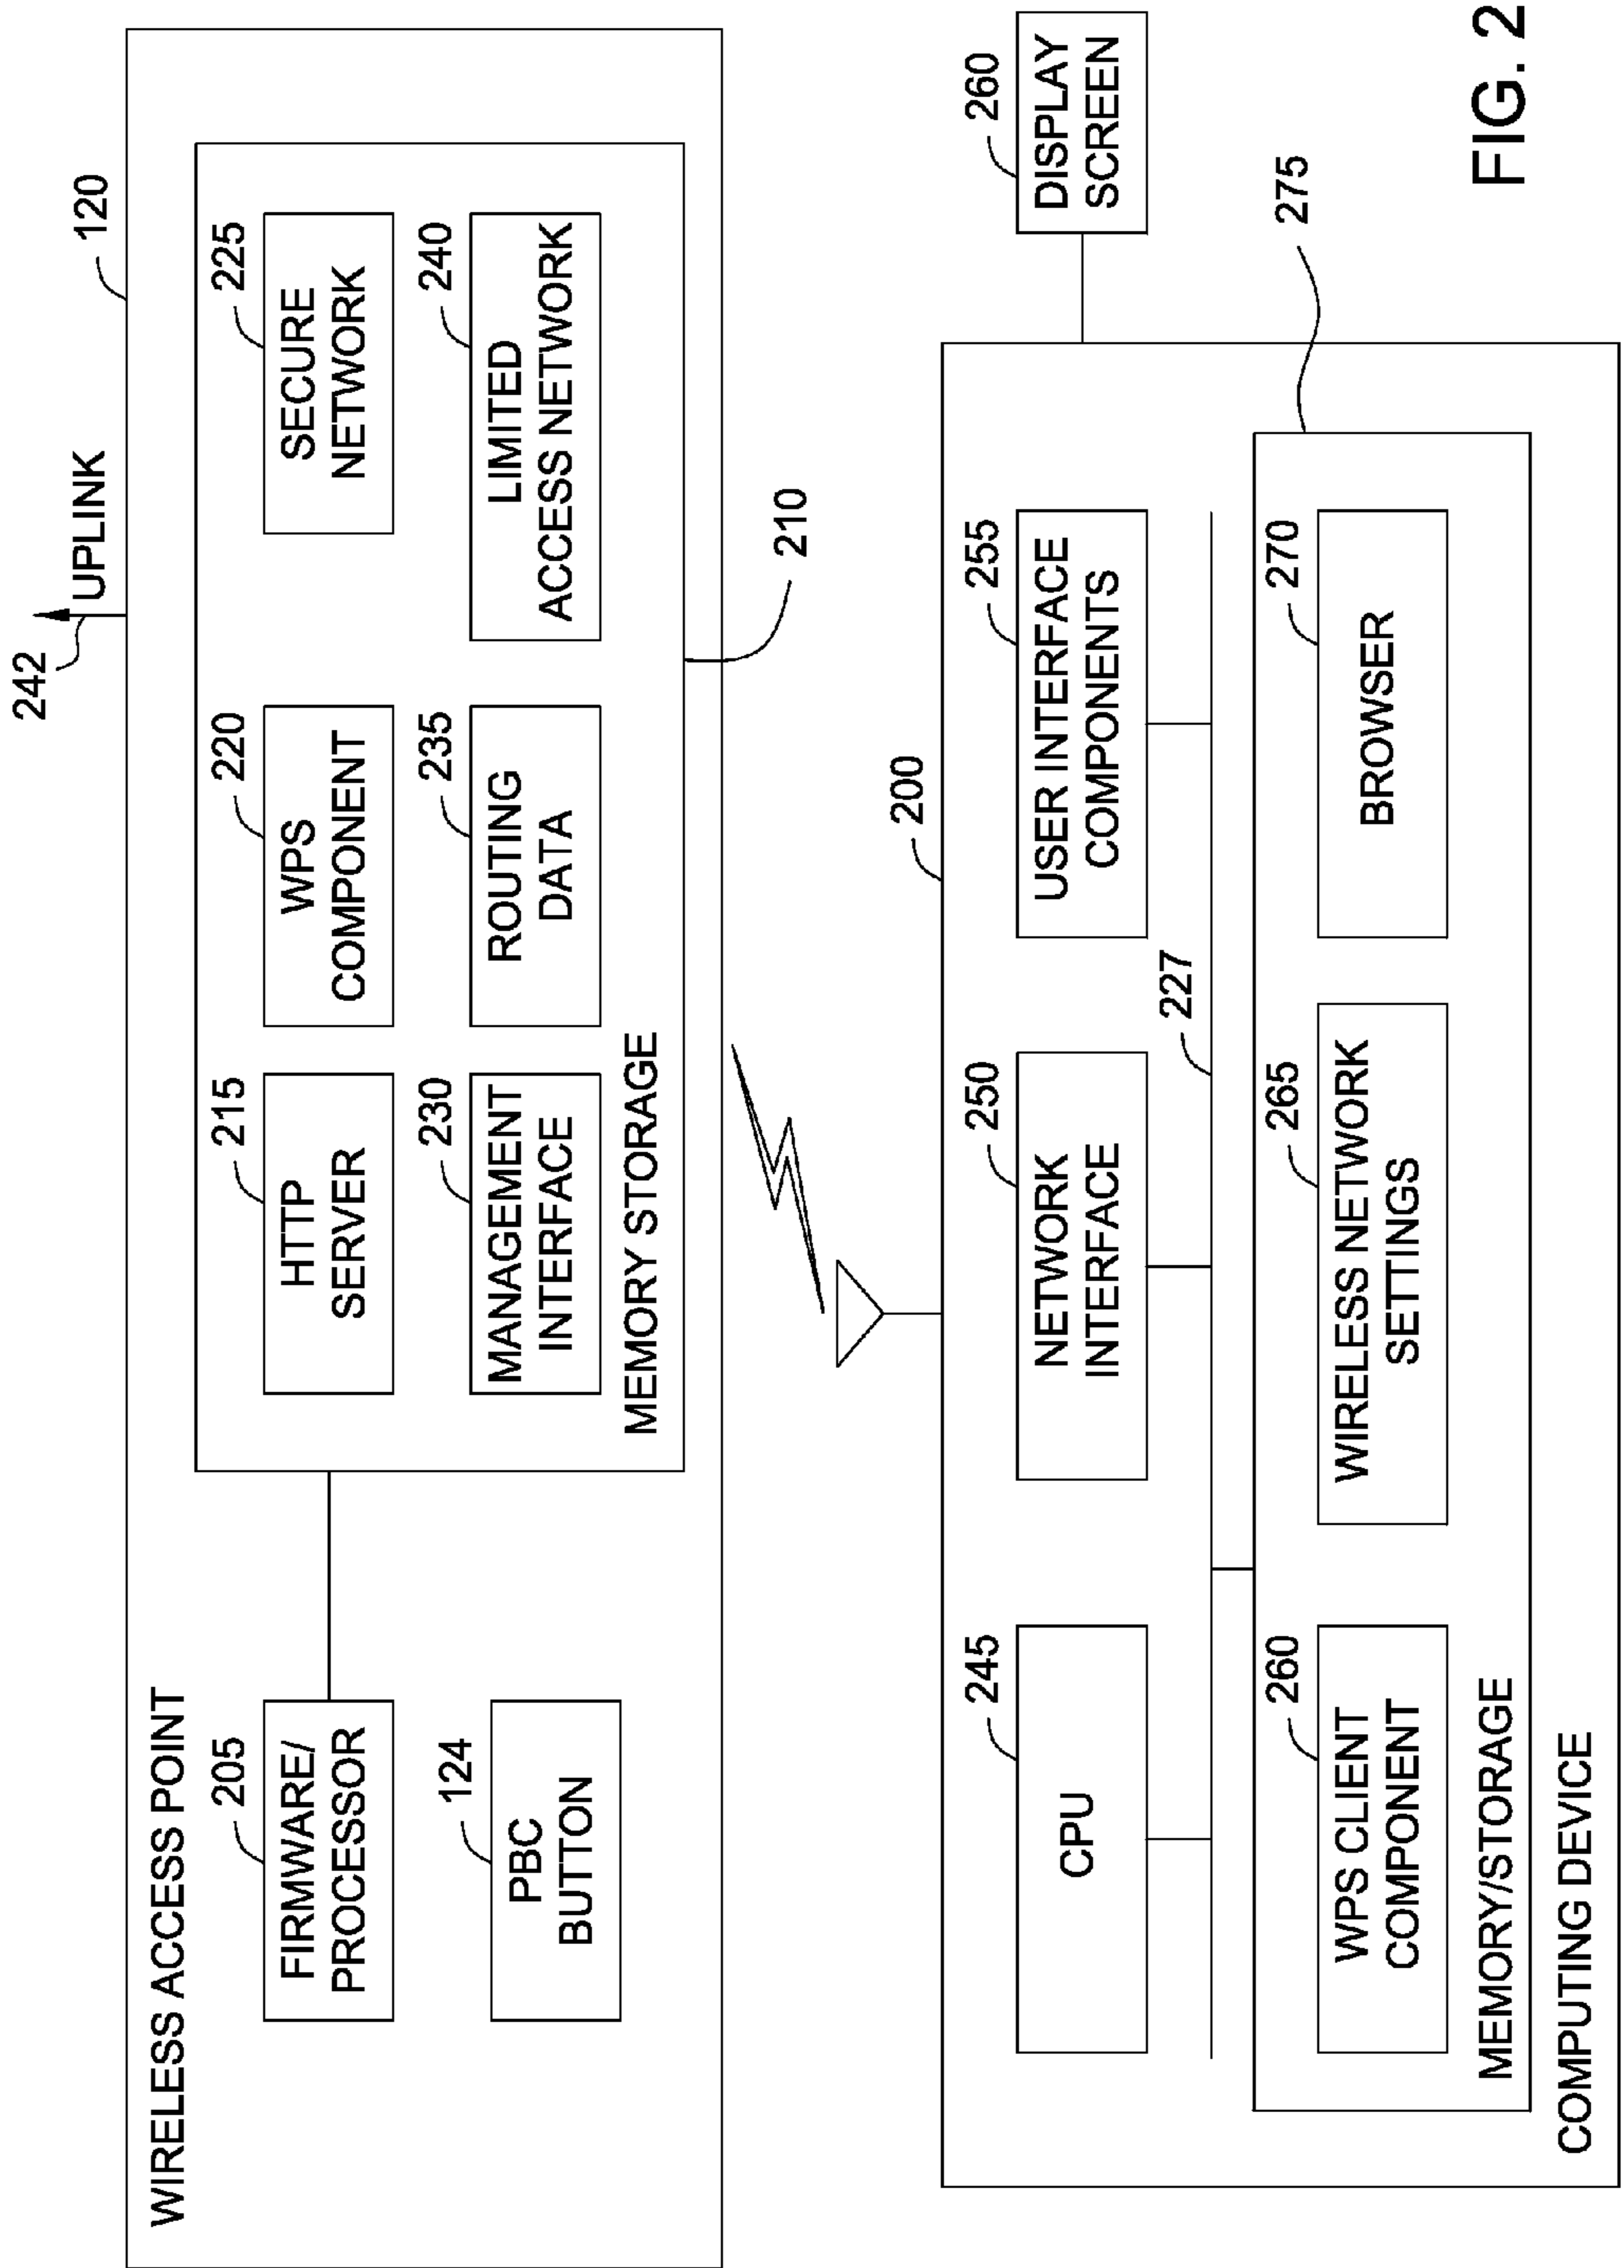 242
UPLINK
120
WIRELESS ACCESS POINT
205
FIRMWARE/
PROCESSOR
124
PBC
BUTTON
215
HTTP
SERVER
220
WPS
COMPONENT
225
SECURE
NETWORK
230
MANAGEMENT
INTERFACE
235
ROUTING
DATA
240
LIMITED
ACCESS NETWORK
MEMORY STORAGE
210
200
245
CPU
250
NETWORK
INTERFACE
255
USER INTERFACE
COMPONENTS
260
DISPLAY
SCREEN
227
275
260
WPS CLIENT
COMPONENT
265
WIRELESS NETWORK
SETTINGS
270
BROWSER
MEMORY/STORAGE
COMPUTING DEVICE
FIG. 2